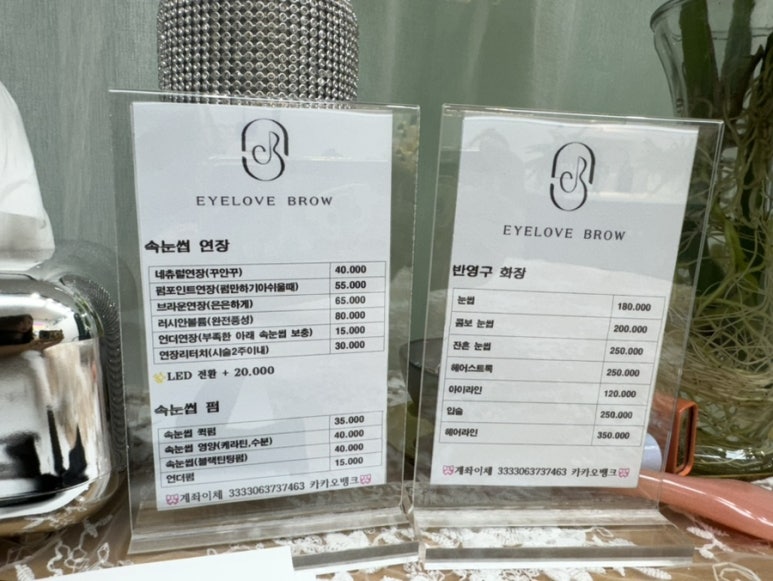 EYELOVE BROW
속눈썹 연장
네츄럴연장(꾸안꾸) 40.000
펌포인트연장(펌만하기아쉬울때) 55.000
브라운연장(은은하게) 65.000
러시안볼륨(완전풍성) 80.000
언더연장(부족한 아래 속눈썹 보충) 15.000
연장리터치(시술2주이내) 30.000
LED 전환 + 20.000
속눈썹 펌
속눈썹 퀵펌 35.000
속눈썹 영양(케라틴,수분) 40.000
속눈썹(블랙틴팅펌) 40.000
언더펌 15.000
계좌이체 3333063737463 카카오뱅크
EYELOVE BROW
반영구 화장
눈썹 180.000
콤보 눈썹 200.000
잔흔 눈썹 250.000
헤어스트록 250.000
아이라인 120.000
입술 250.000
헤어라인 350.000
계좌이체 3333063737463 카카오뱅크